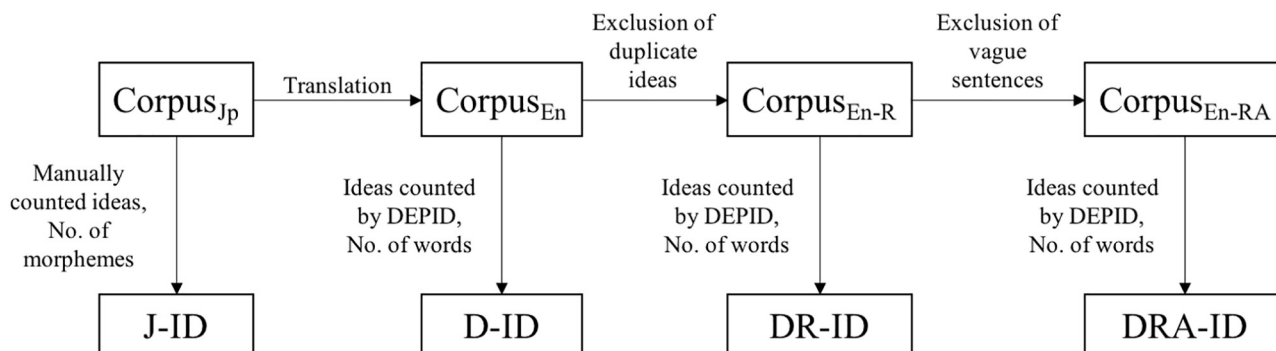 Exclusion of
duplicate
ideas
Exclusion of
vague
sentences
Corpus_Jp
Translation
Corpus_En
Corpus_En-R
Corpus_En-RA
Manually
counted ideas,
No. of
morphemes
Ideas counted
by DEPID,
No. of words
Ideas counted
by DEPID,
No. of words
Ideas counted
by DEPID,
No. of words
J-ID
D-ID
DR-ID
DRA-ID